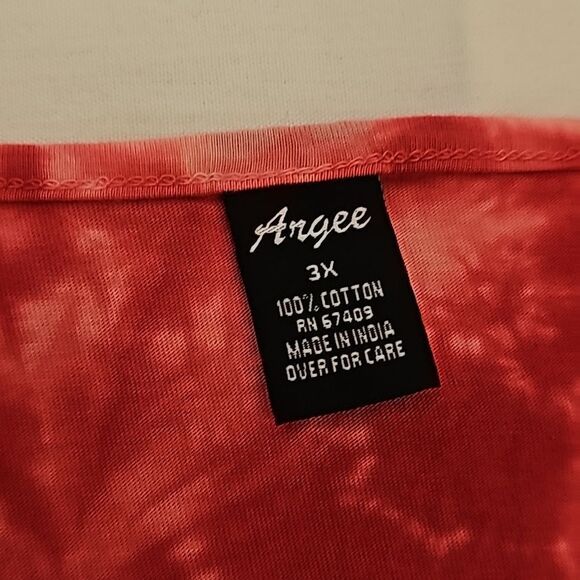 Argee
3X
100% COTTON
RN 67409
MADE IN INDIA
OVER FOR CARE